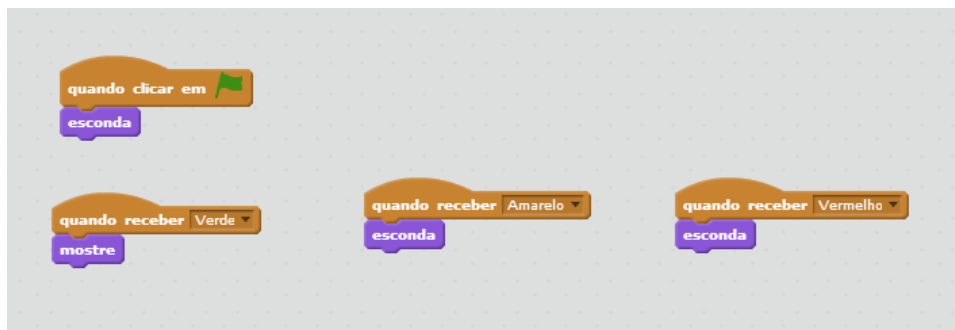 quando clicar em
esconda
quando receber Verde
mostre
quando receber Amarelo
esconda
quando receber Vermelho
esconda